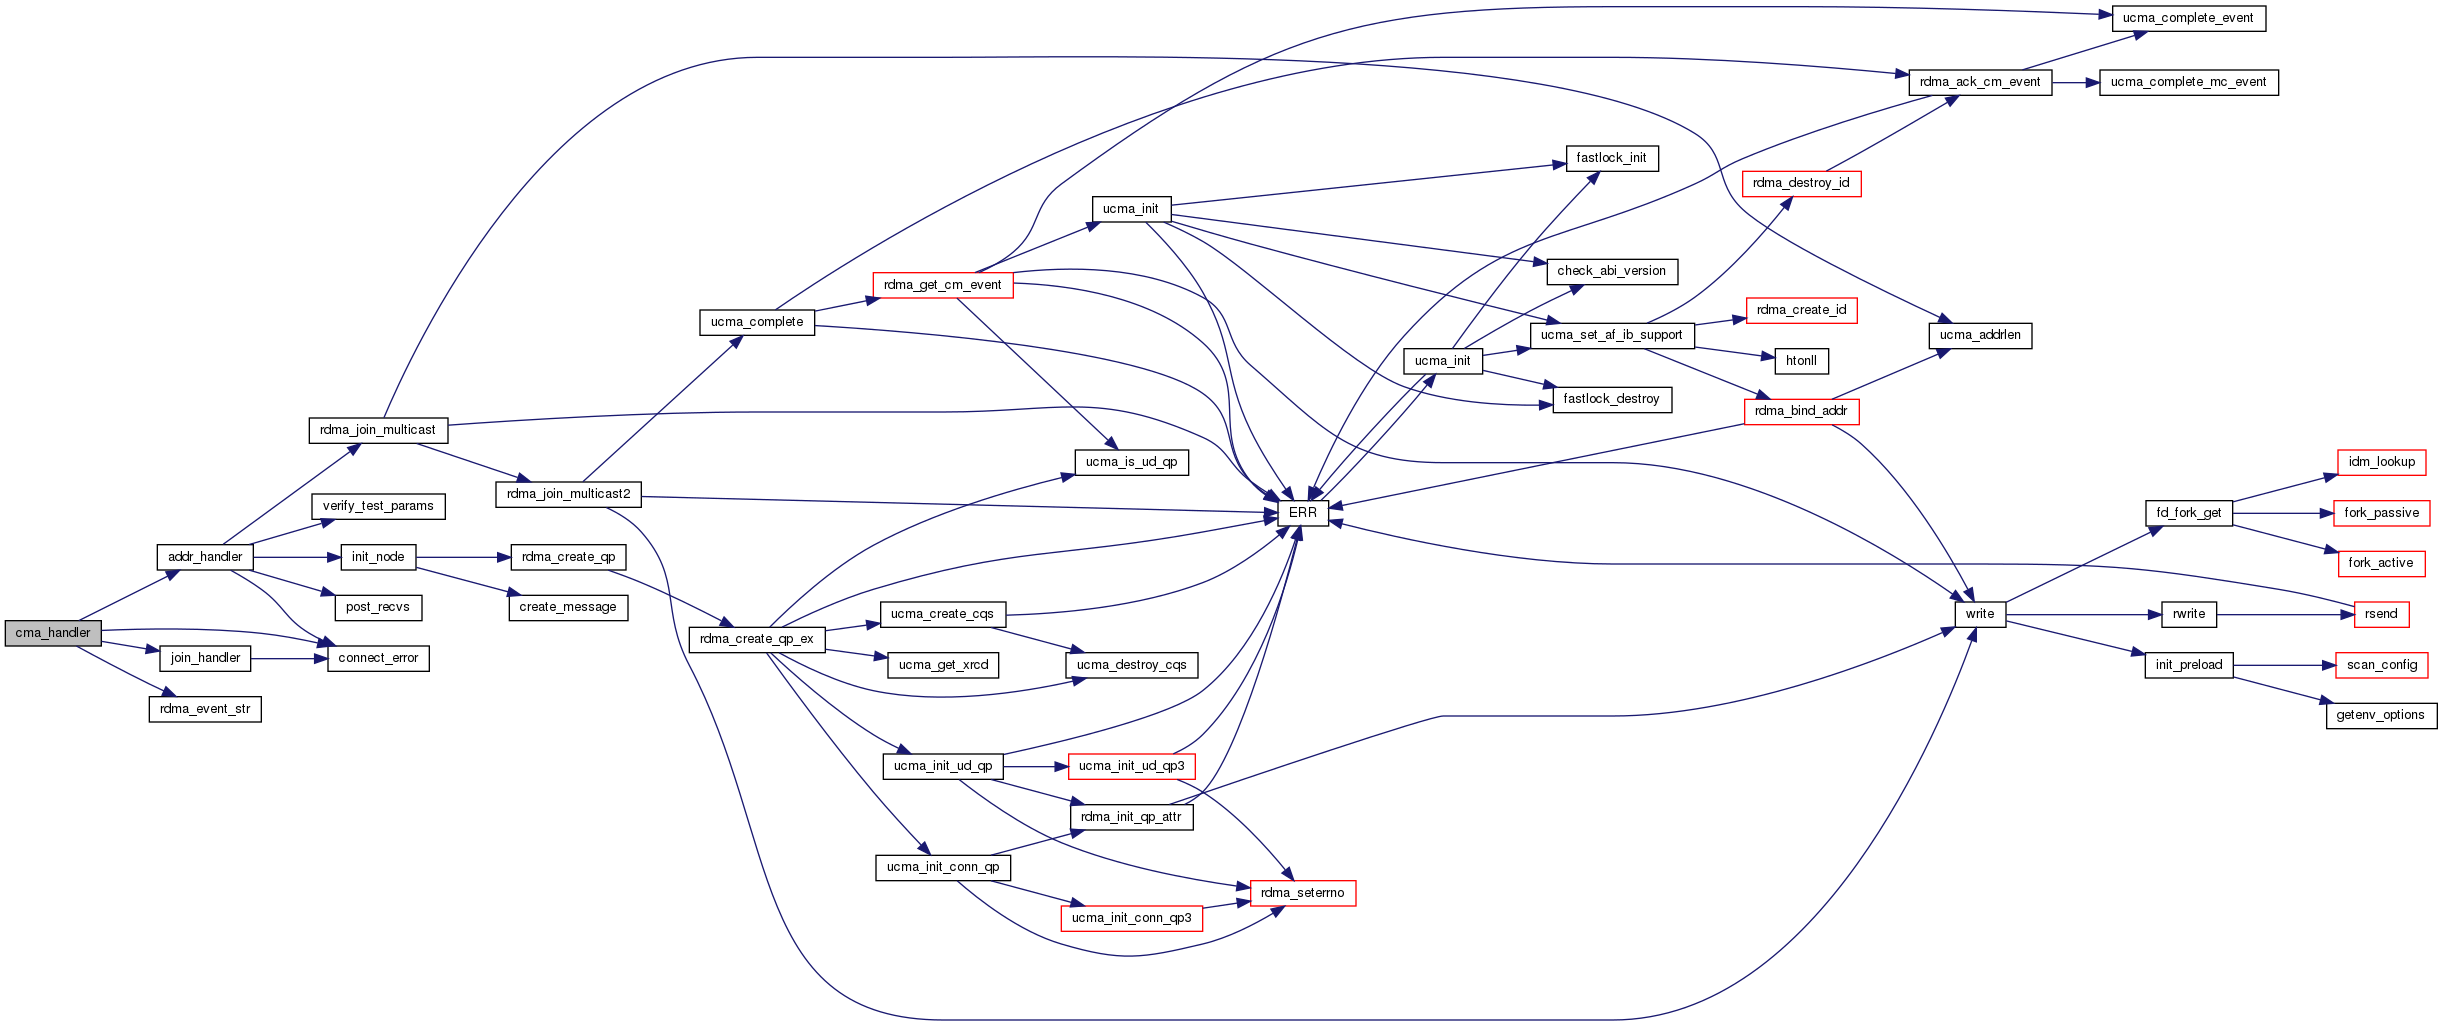 cma_handler
addr_handler
join_handler
rdma_event_str
rdma_join_multicast
verify_test_params
init_node
post_recvs
connect_error
rdma_join_multicast2
rdma_create_qp
create_message
ucma_complete
rdma_create_qp_ex
rdma_get_cm_event
ucma_create_cqs
ucma_get_xrcd
ucma_init_ud_qp
ucma_init_conn_qp
ucma_init
ucma_is_ud_qp
ucma_destroy_cqs
ucma_init_ud_qp3
rdma_init_qp_attr
ucma_init_conn_qp3
ERR
rdma_seterrno
ucma_init
fastlock_init
check_abi_version
ucma_set_af_ib_support
fastlock_destroy
rdma_destroy_id
rdma_create_id
htonll
rdma_bind_addr
rdma_ack_cm_event
ucma_addrlen
write
ucma_complete_event
ucma_complete_mc_event
fd_fork_get
rwrite
init_preload
idm_lookup
fork_passive
fork_active
rsend
scan_config
getenv_options